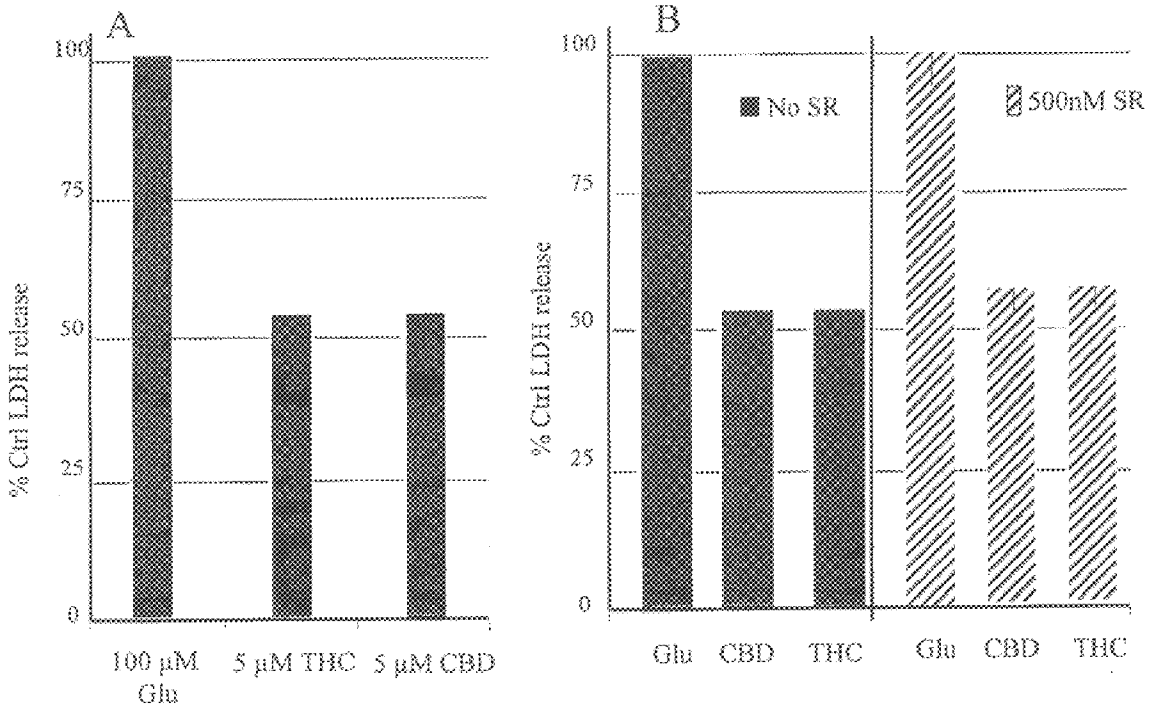 A
% Ctrl LDH release
100
75
50
25
0
100 μM
Glu
5 μM THC
5 μM CBD
B
% Ctrl LDH release
100
75
50
25
0
No SR
500nM SR
Glu
CBD
THC
Glu
CBD
THC